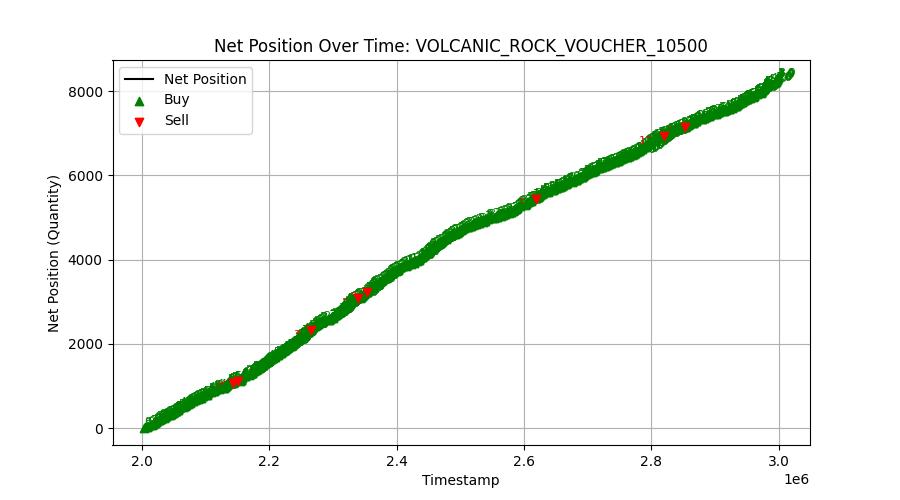 Net Position Over Time: VOLCANIC_ROCK_VOUCHER_10500
Net Position
Buy
Sell
Net Position (Quantity)
8000
6000
4000
2000
0
2.0 2.2 2.4 2.6 2.8 3.0
1e6
Timestamp